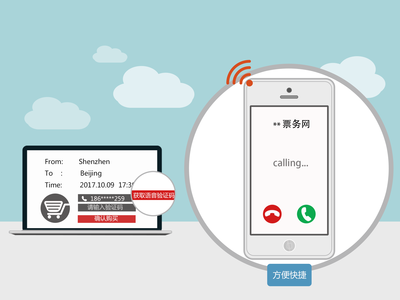 From: Shenzhen
To : Beijing
Time: 2017.10.09 17:3
186*****259
获取语音验证码
请输入验证码
确认购买
** 票务网
calling...
方便快捷